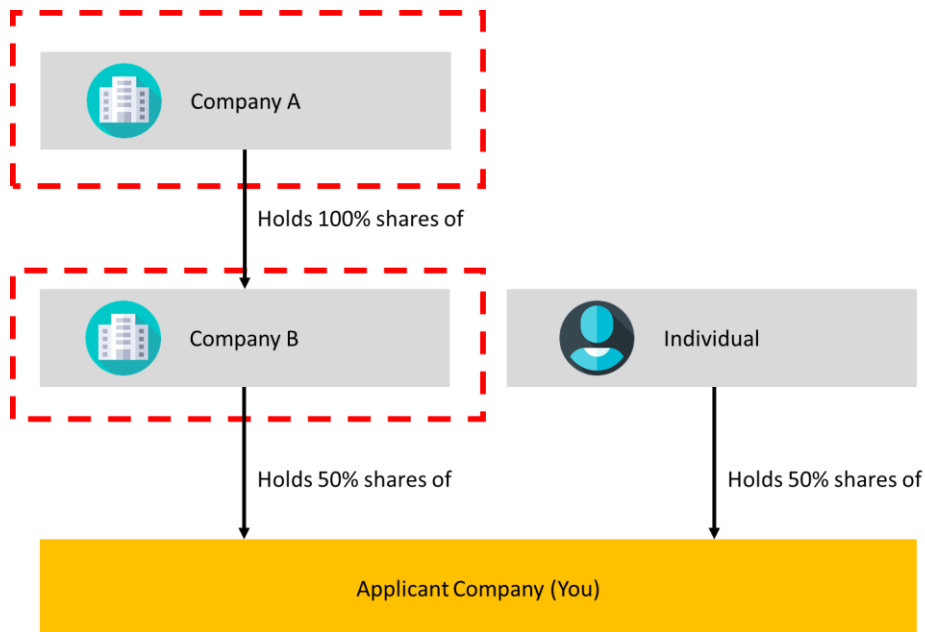 Company A
Holds 100% shares of
Company B
Individual
Holds 50% shares of
Holds 50% shares of
Applicant Company (You)